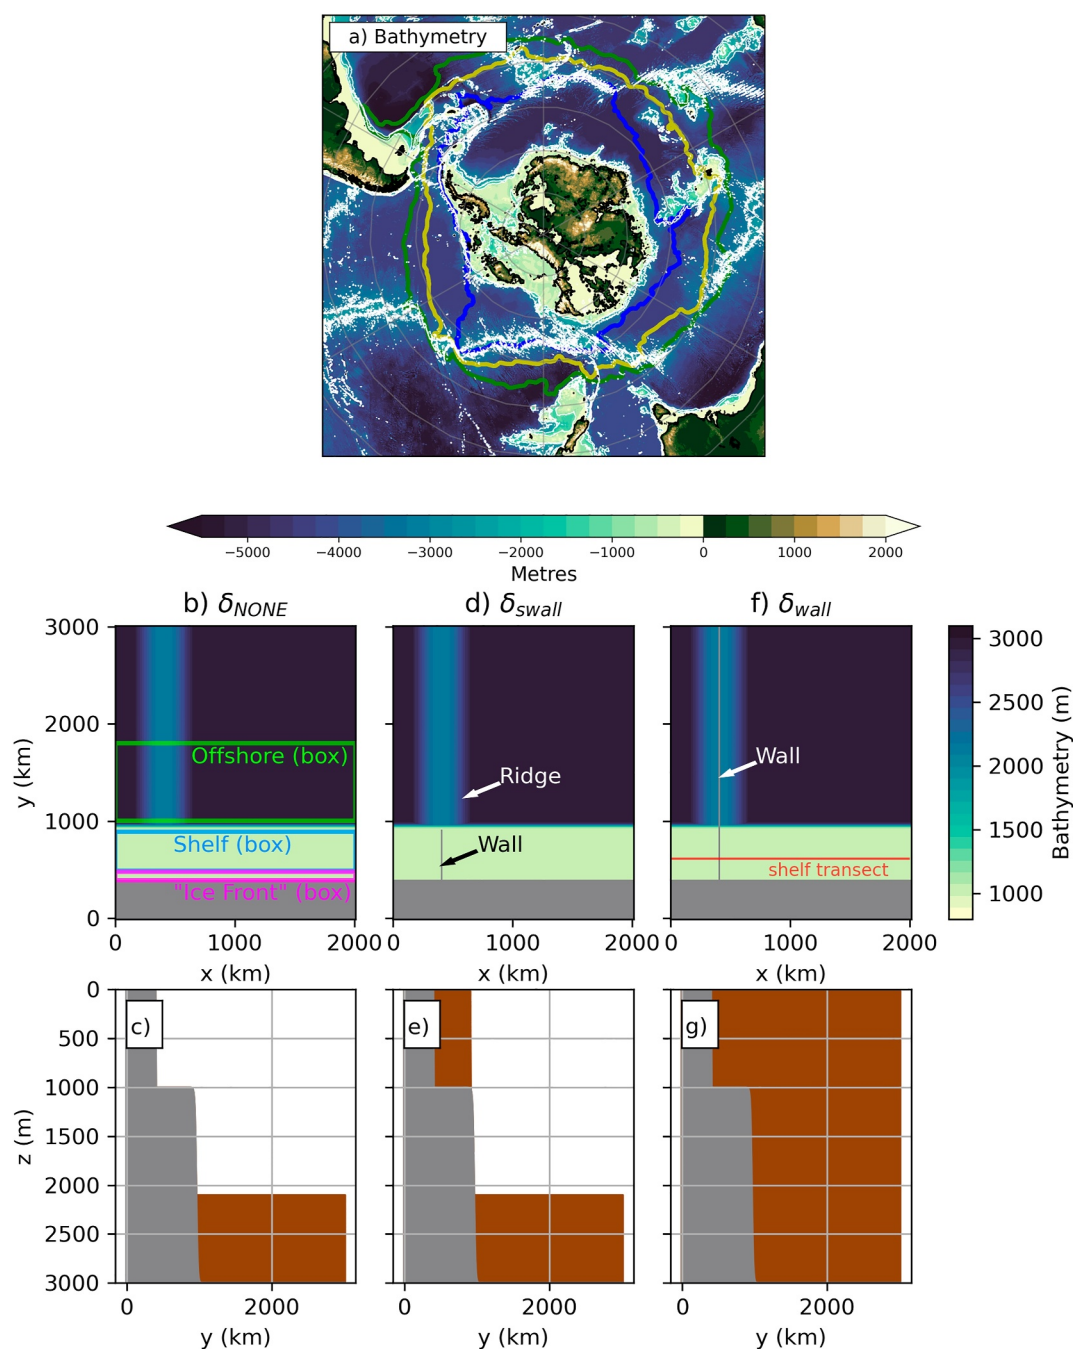 a) Bathymetry
−5000 −4000 −3000 −2000 −1000 0 1000 2000
Metres
b) δNONE
d) δswall
f) δwall
3000
2000
1000
0
y (km)
Offshore (box)
Shelf (box)
"Ice Front" (box)
0 1000 2000
x (km)
Ridge
Wall
0 1000 2000
x (km)
Wall
shelf transect
0 1000 2000
x (km)
3000
2500
2000
1500
1000
Bathymetry (m)
0
500
1000
1500
2000
2500
3000
z (m)
c)
0 2000
y (km)
e)
0 2000
y (km)
g)
0 2000
y (km)